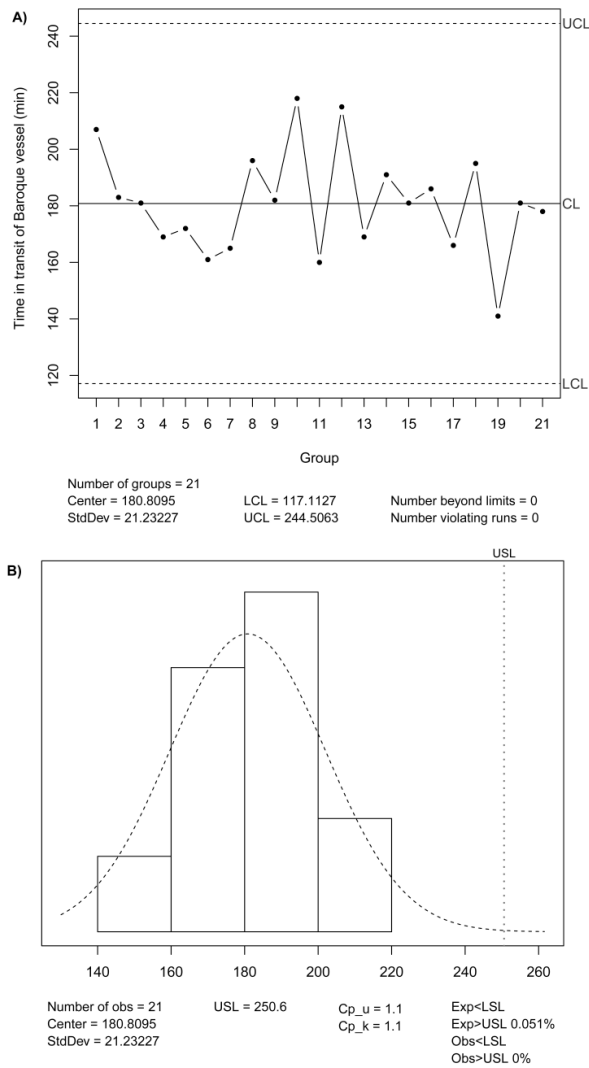 A)
Time in transit of Baroque vessel (min)
240
220
200
180
160
140
120
UCL
CL
LCL
1 2 3 4 5 6 7 8 9 11 13 15 17 19 21
Group
Number of groups = 21
Center = 180.8095 LCL = 117.1127 Number beyond limits = 0
StdDev = 21.23227 UCL = 244.5063 Number violating runs = 0
B)
USL
140 160 180 200 220 240 260
Number of obs = 21 USL = 250.6 Cp_u = 1.1 Exp<LSL
Center = 180.8095 Cp_k = 1.1 Exp>USL 0.051%
StdDev = 21.23227 Obs<LSL
Obs>USL 0%